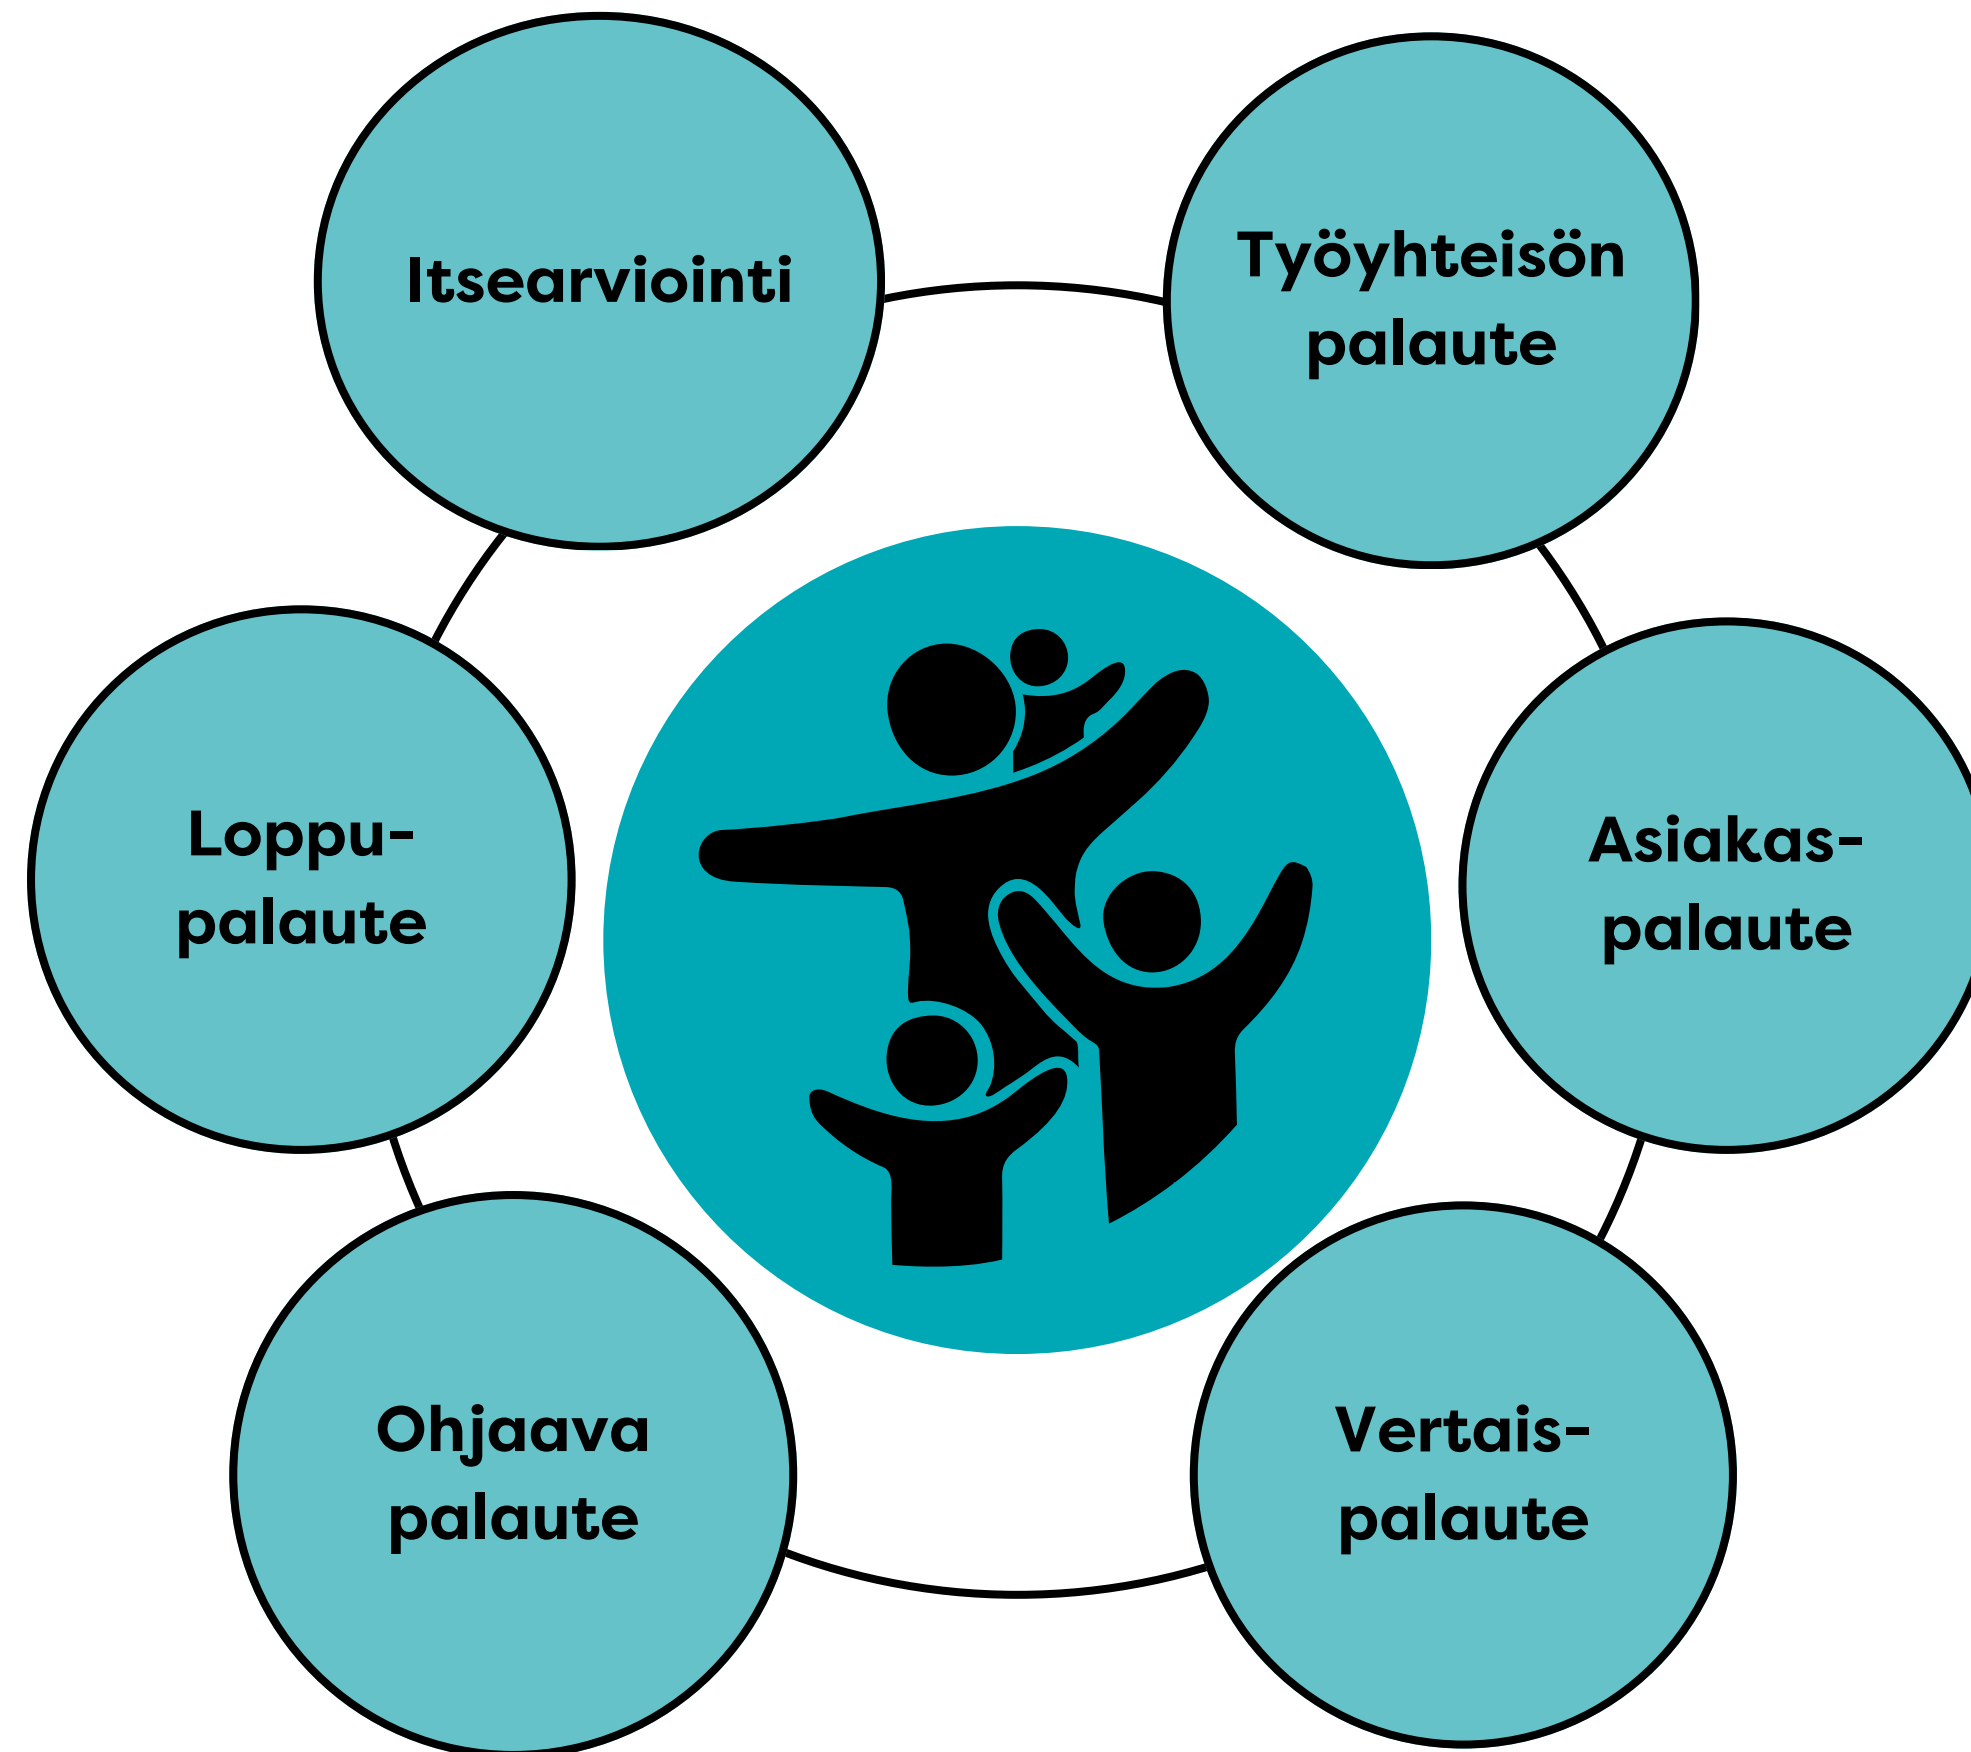 Itsearviointi
Työyhteisön
palaute
Asiakas-
palaute
Vertais-
palaute
Ohjaava
palaute
Loppu-
palaute